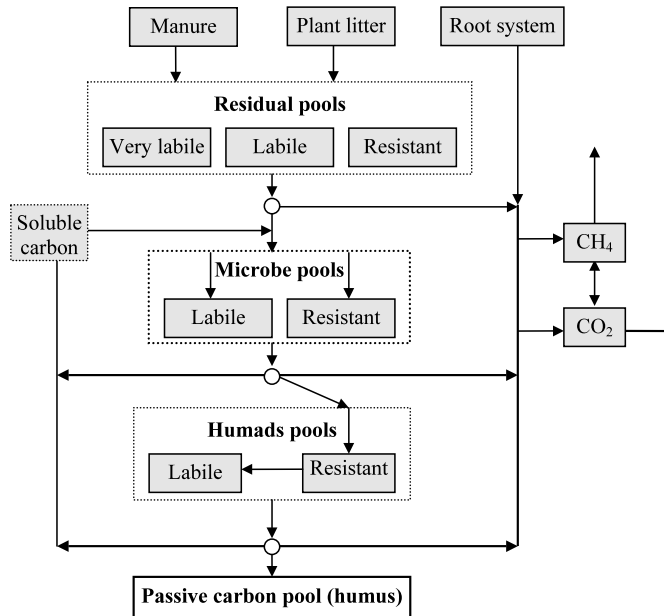 Manure
Plant litter
Root system
Residual pools
Very labile
Labile
Resistant
Soluble
carbon
CH4
Microbe pools
Labile
Resistant
CO2
Humads pools
Labile
Resistant
Passive carbon pool (humus)